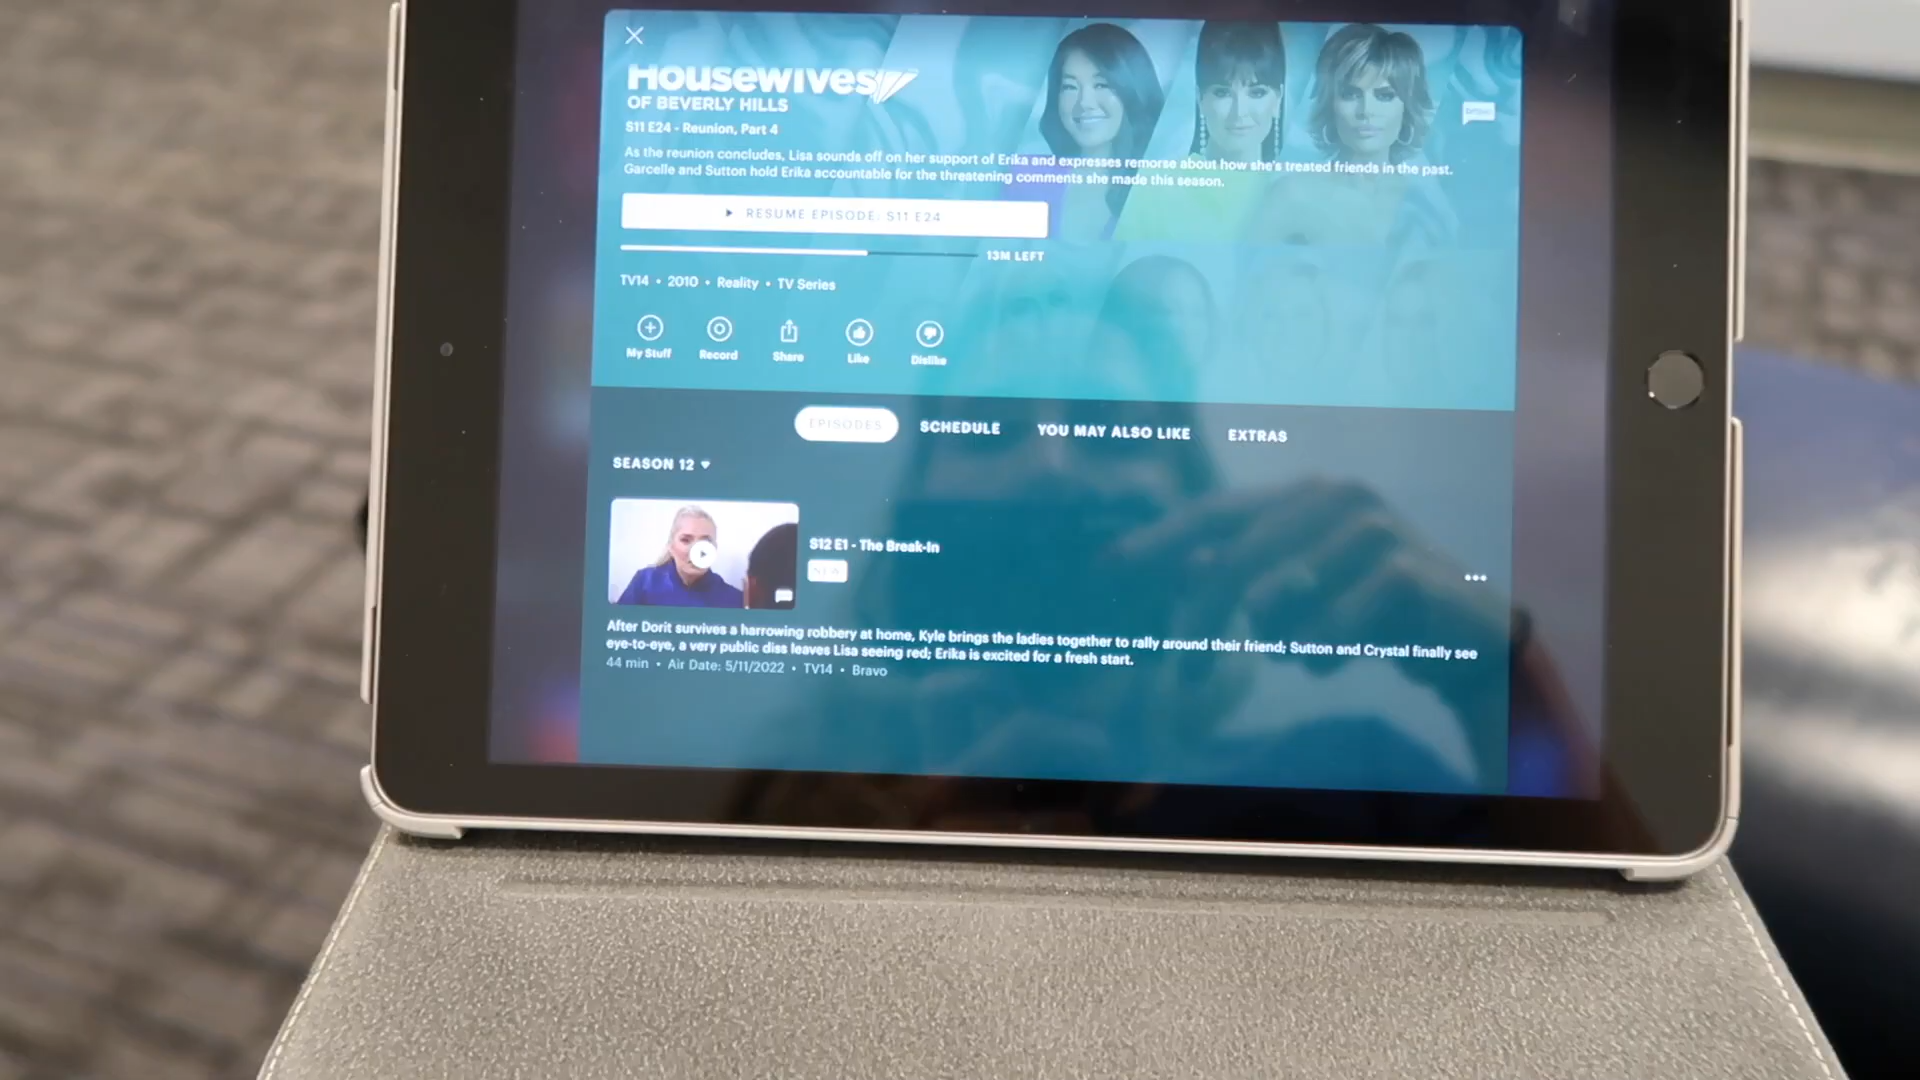 Housewives
OF BEVERLY HILLS
S11 E24 - Reunion, Part 4
As the reunion concludes, Lisa sounds off on her support of Erika and expresses remorse about how she's treated friends in the past.
Garcelle and Sutton hold Erika accountable for the threatening comments she made this season.
RESUME EPISODE: S11 E24
13M LEFT
TV14 • 2010 • Reality • TV Series
My Stuff Record Share Like Dislike
EPISODES SCHEDULE YOU MAY ALSO LIKE EXTRAS
SEASON 12
S12 E1 - The Break-In
NEW
After Dorit survives a harrowing robbery at home, Kyle brings the ladies together to rally around their friend; Sutton and Crystal finally see
eye-to-eye, a very public diss leaves Lisa seeing red; Erika is excited for a fresh start.
44 min • Air Date: 5/11/2022 • TV14 • Bravo